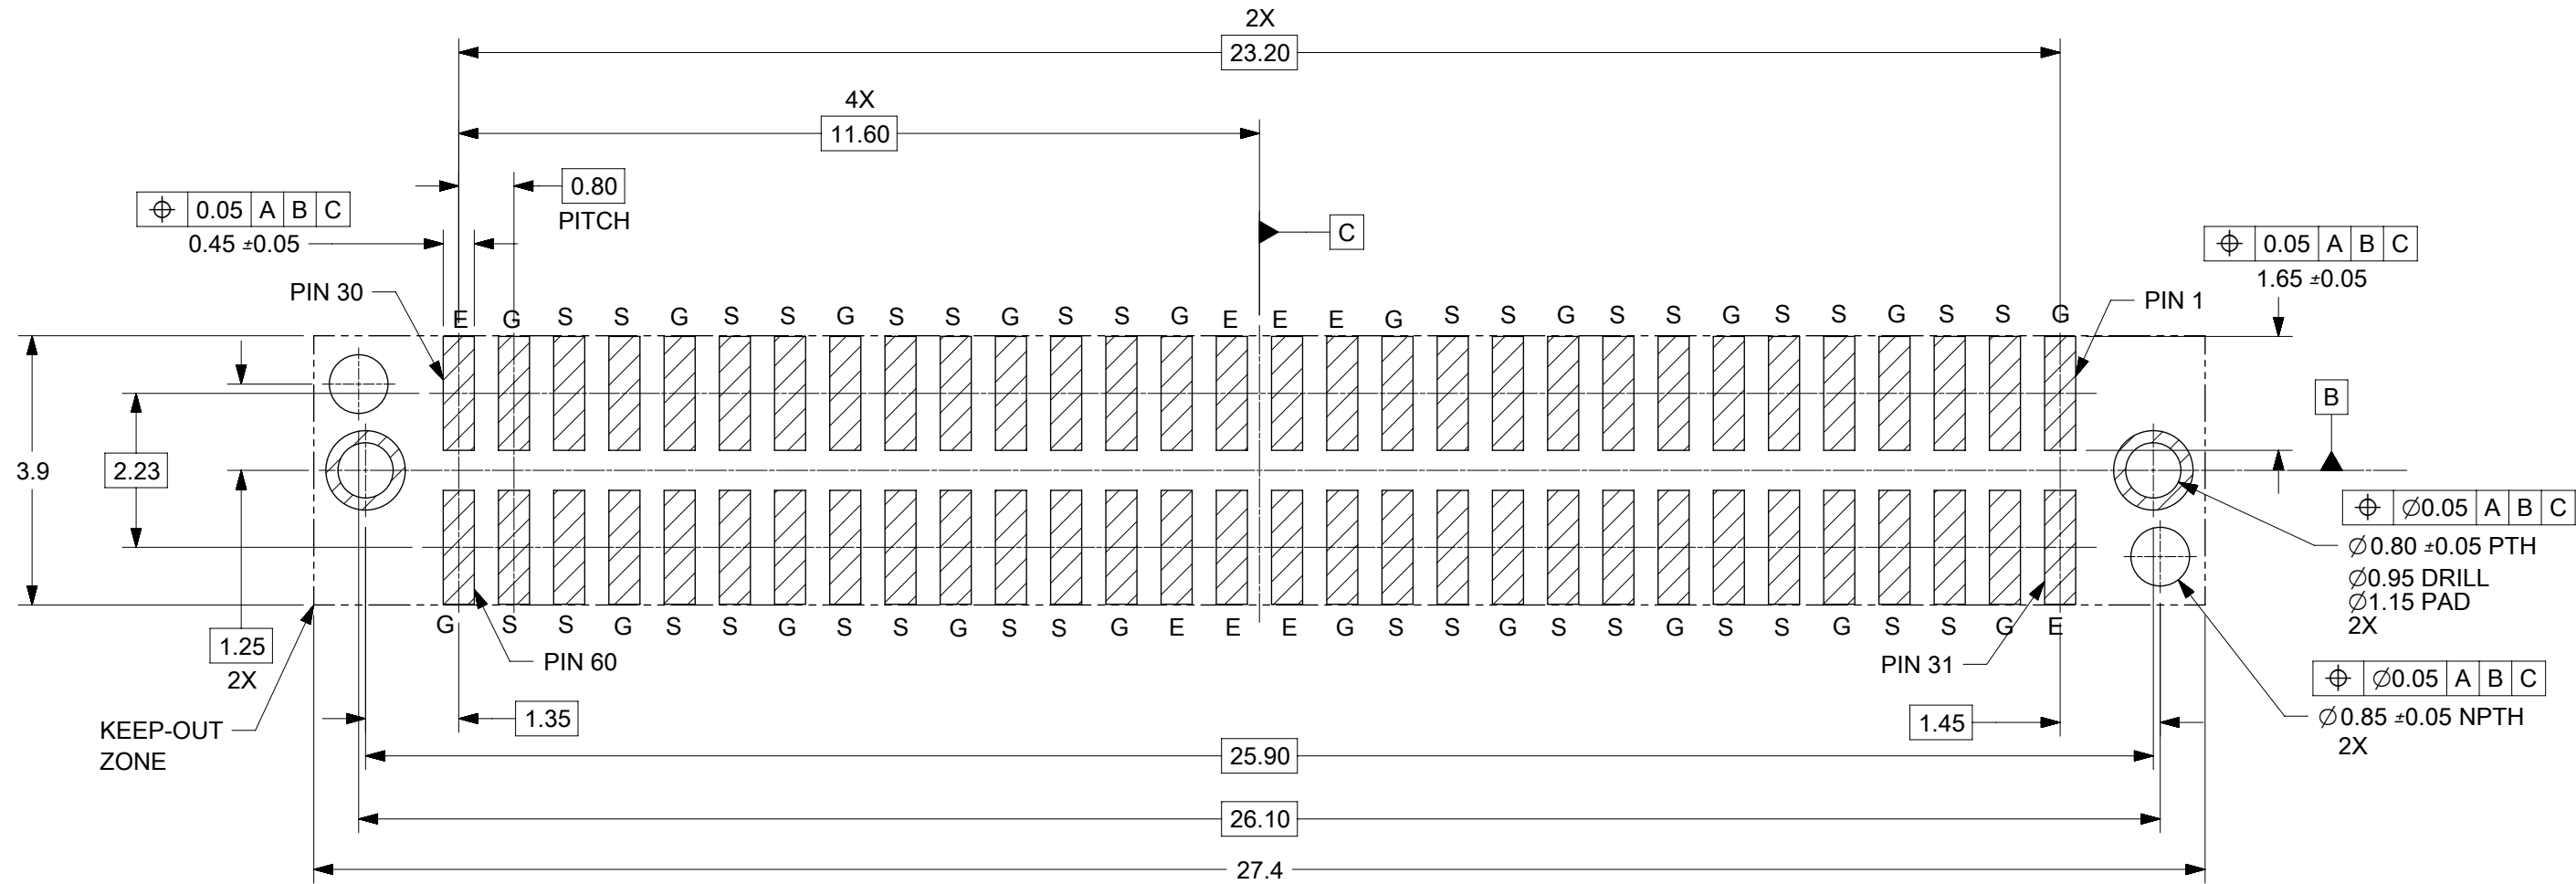 2X
23.20
4X
11.60
0.80
PITCH
⌖ 0.05 A B C
0.45 ±0.05
C
⌖ 0.05 A B C
1.65 ±0.05
PIN 30
PIN 1
E G S S G S S G S S G S S G E E E G S S G S S G S S G S S G
B
3.9
2.23
⌖ Ø0.05 A B C
Ø0.80 ±0.05 PTH
Ø0.95 DRILL
Ø1.15 PAD
2X
G S S G S S G S S G S S G E E E G S S G S S G S S G S S G E
1.25
2X
PIN 60
PIN 31
⌖ Ø0.05 A B C
Ø0.85 ±0.05 NPTH
2X
KEEP-OUT
ZONE
1.35
1.45
25.90
26.10
27.4